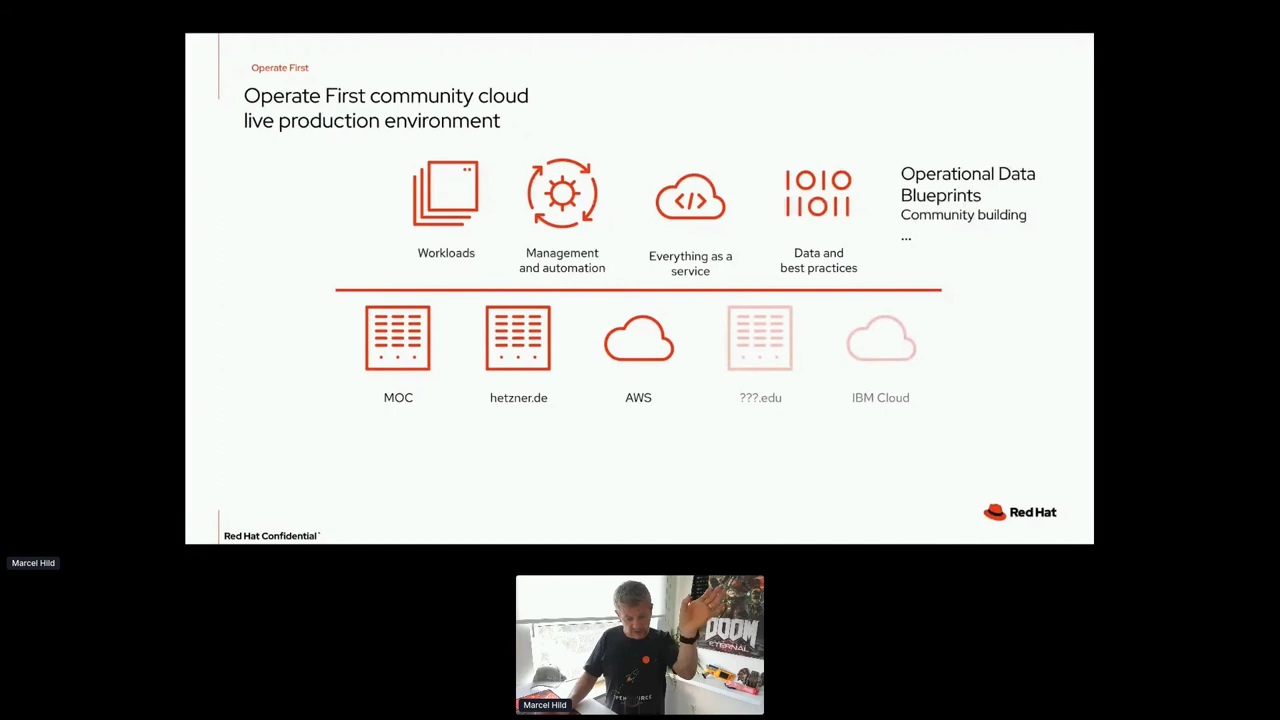 Operate First
Operate First community cloud
live production environment
IOIO
IIOII
Operational Data
Blueprints
Community building
...
Workloads
Management
and automation
Everything as a
service
Data and
best practices
</>
MOC
hetzner.de
AWS
???.edu
IBM Cloud
Red Hat
Red Hat Confidential
Marcel Hild
DOOM
ETERNAL
Marcel Hild